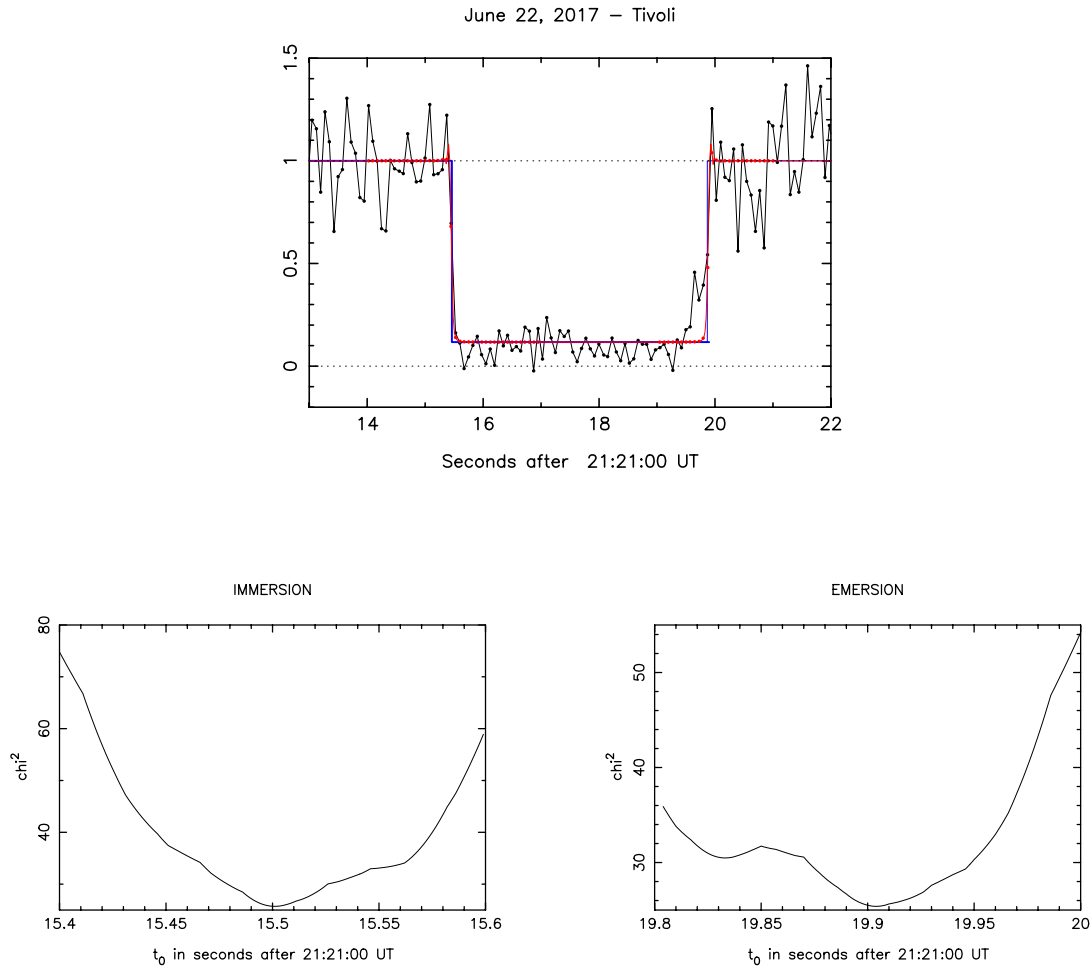 June 22, 2017 – Tivoli
1.5
1
0.5
0
14 16 18 20 22
Seconds after 21:21:00 UT
IMMERSION
80
60
40
chi²
15.4 15.45 15.5 15.55 15.6
t₀ in seconds after 21:21:00 UT
EMERSION
50
40
30
chi²
19.8 19.85 19.9 19.95 20
t₀ in seconds after 21:21:00 UT